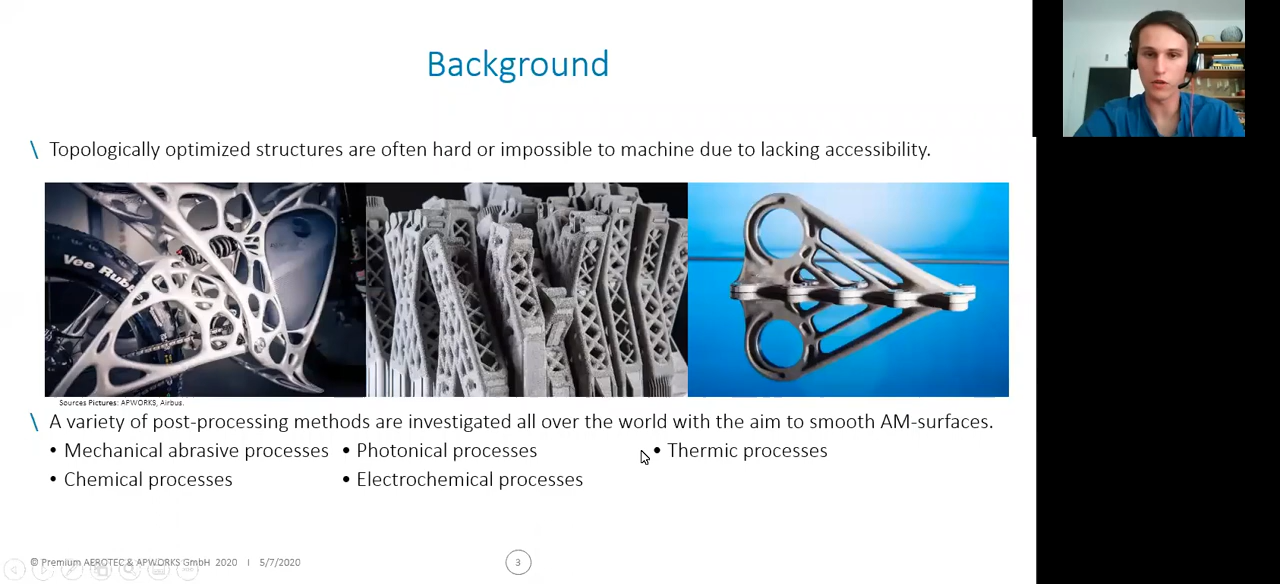 Background
\ Topologically optimized structures are often hard or impossible to machine due to lacking accessibility.
Vee Rubb
Sources Pictures: APWORKS, Airbus.
\ A variety of post-processing methods are investigated all over the world with the aim to smooth AM-surfaces.
• Mechanical abrasive processes • Photonical processes • Thermic processes
• Chemical processes • Electrochemical processes
© Premium AEROTEC & APWORKS GmbH 2020 I 5/7/2020 3